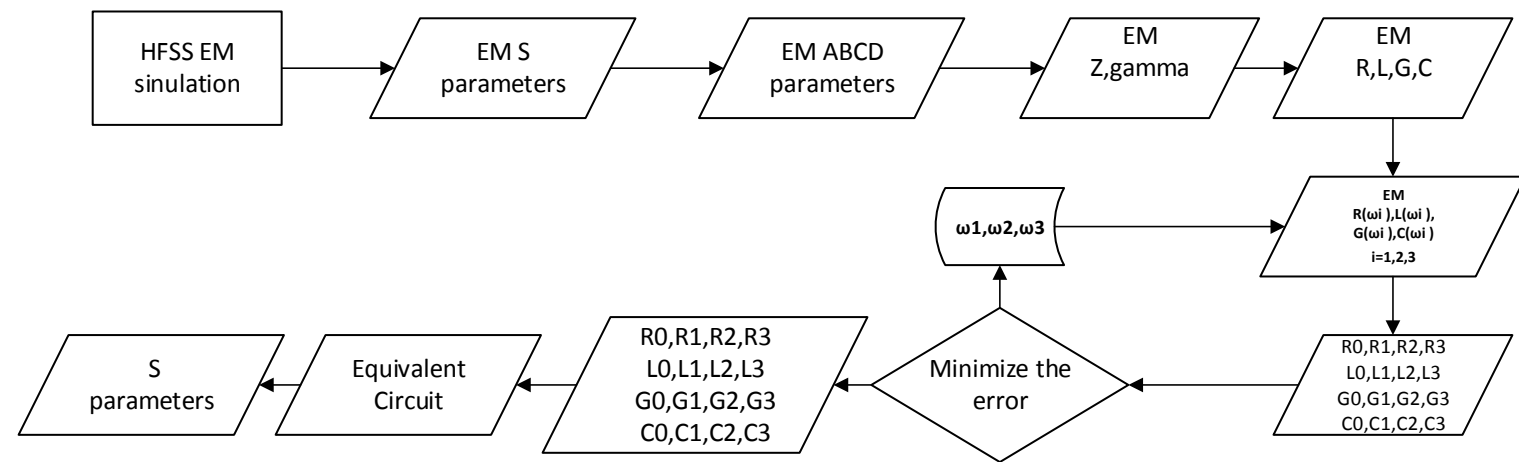 HFSS EM
sinulation
EM S
parameters
EM ABCD
parameters
EM
Z,gamma
EM
R,L,G,C
EM
R(ωi ),L(ωi ),
G(ωi ),C(ωi )
i=1,2,3
ω1,ω2,ω3
R0,R1,R2,R3
L0,L1,L2,L3
G0,G1,G2,G3
C0,C1,C2,C3
Minimize the
error
R0,R1,R2,R3
L0,L1,L2,L3
G0,G1,G2,G3
C0,C1,C2,C3
Equivalent
Circuit
S
parameters